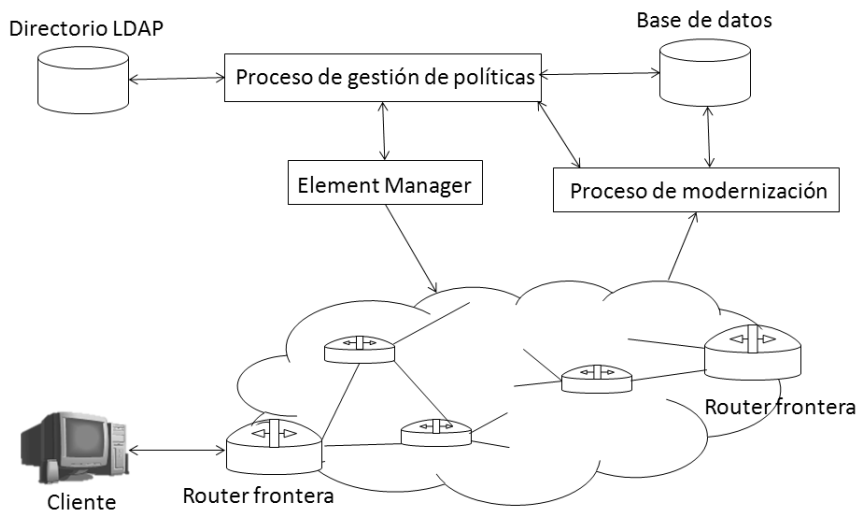 Directorio LDAP
Base de datos
Proceso de gestión de políticas
Element Manager
Proceso de modernización
Router frontera
Router frontera
Cliente